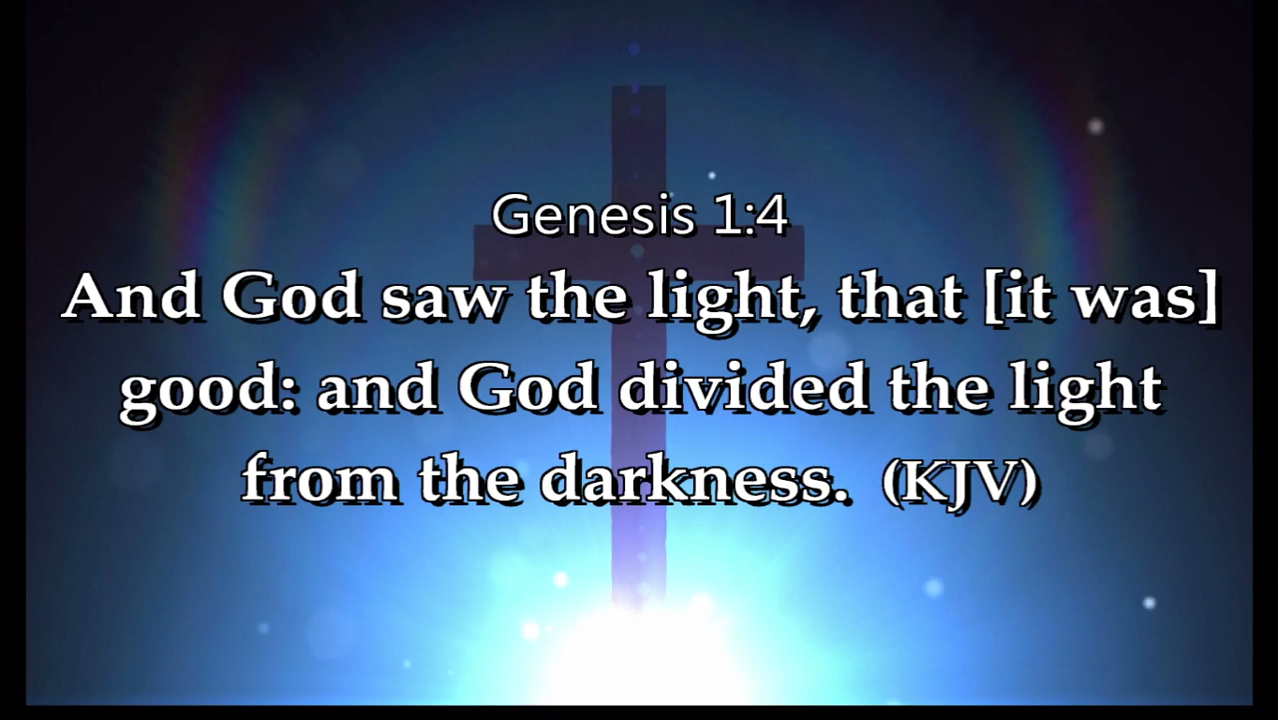 Genesis 1:4
And God saw the light, that [it was]
good: and God divided the light
from the darkness. (KJV)